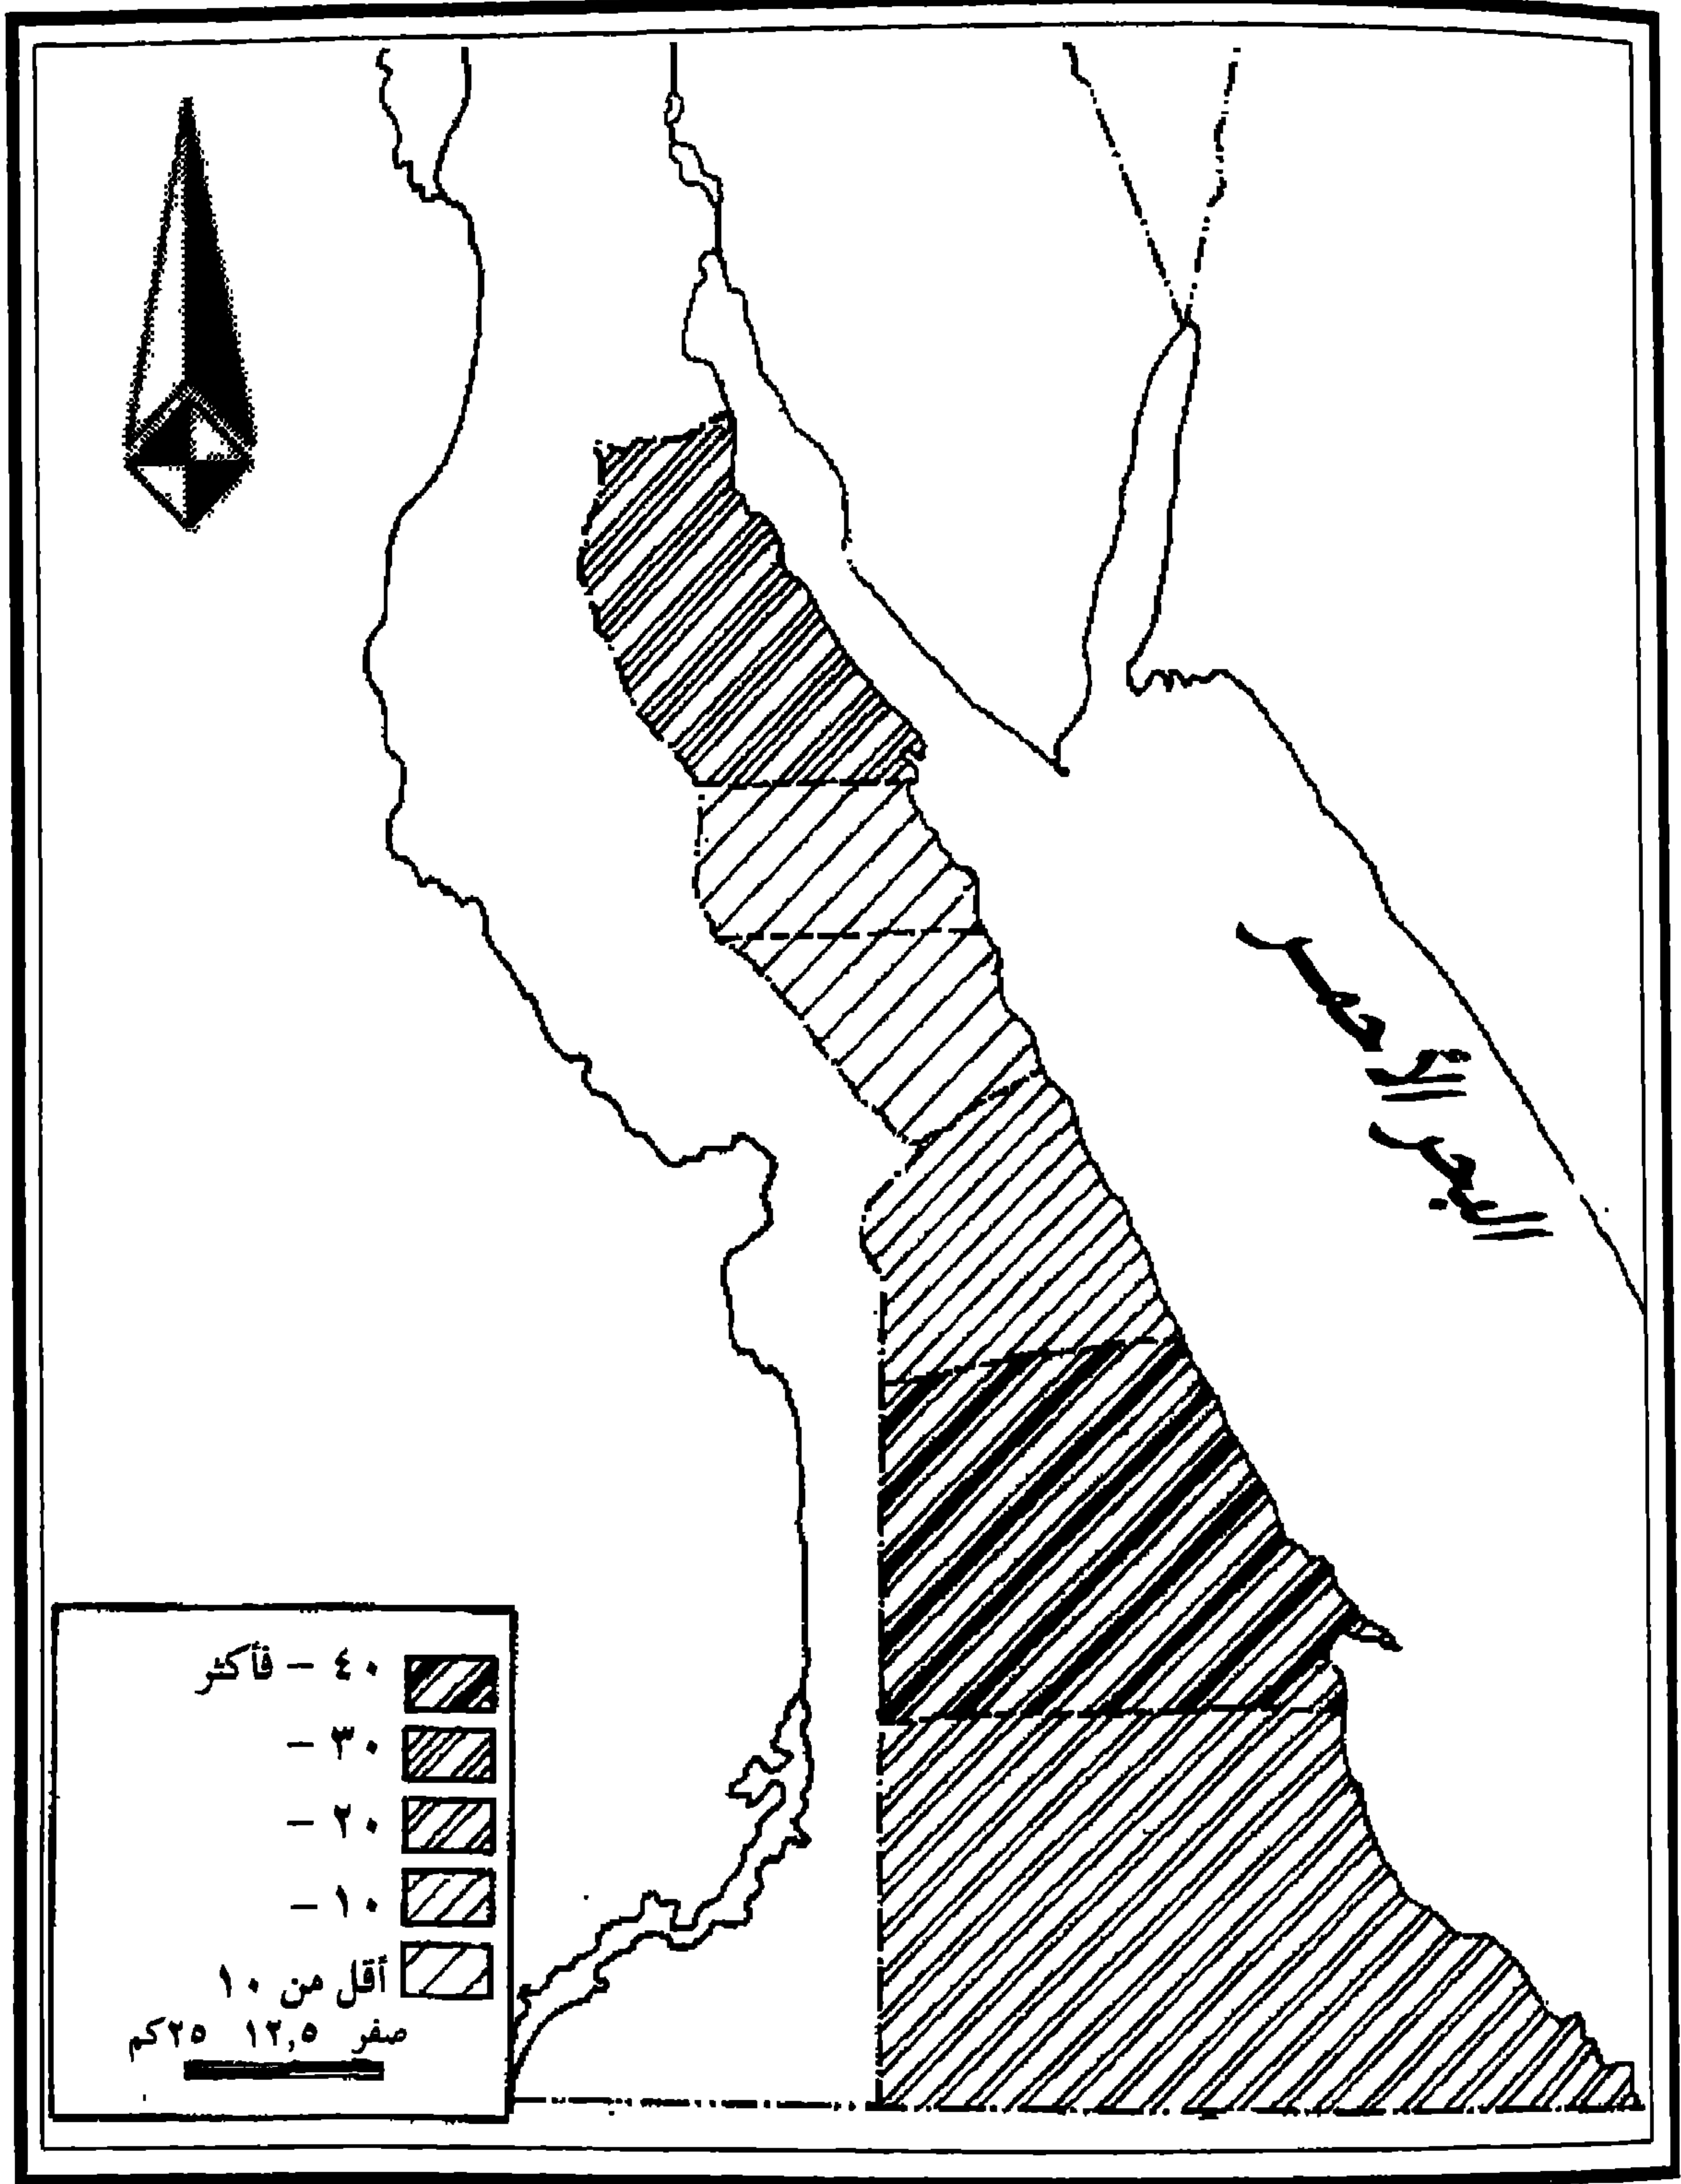 البحر الأحمر
٤٠ - فأكثر
٣٠ -
٢٠ -
١٠ -
أقل من ١٠
صفر ١٢,٥ ٢٥كم